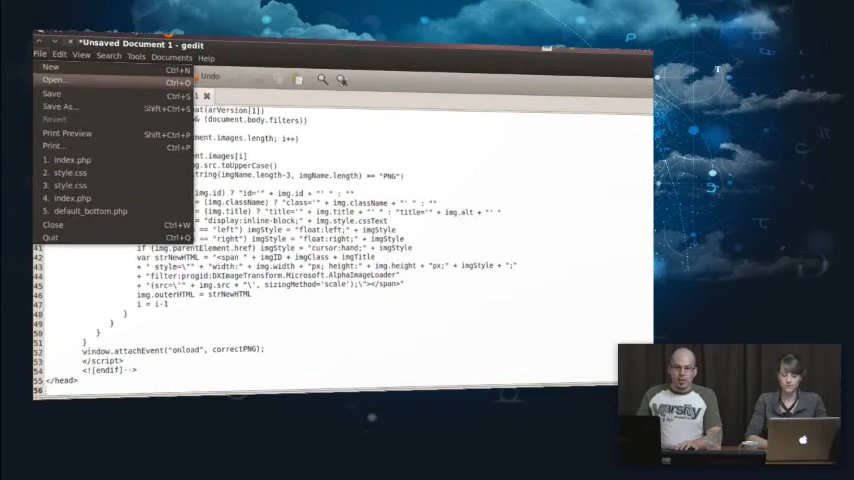 *Unsaved Document 1 - gedit
File Edit View Search Tools Documents Help
New Ctrl+N
Open... Ctrl+O
Save Ctrl+S
Save As... Shift+Ctrl+S
Revert
Print Preview Shift+Ctrl+P
Print... Ctrl+P
1. index.php
2. style.css
3. style.css
4. index.php
5. default_bottom.php
Close Ctrl+W
Quit Ctrl+Q
Undo
1
at(arVersion[1])
& (document.body.filters))
ment.images.length; i++)
ent.images[i]
g.src.toUpperCase()
string(imgName.length-3, imgName.length) == "PNG")
img.id) ? "id='" + img.id + "' " : ""
= (img.className) ? "class='" + img.className + "' " : ""
= (img.title) ? "title='" + img.title + "' " : "title='" + img.alt + "' "
= "display:inline-block;" + img.style.cssText
== "left") imgStyle = "float:left;" + imgStyle
== "right") imgStyle = "float:right;" + imgStyle
41 if (img.parentElement.href) imgStyle = "cursor:hand;" + imgStyle
42 var strNewHTML = "<span " + imgID + imgClass + imgTitle
43 + " style=\"" + "width:" + img.width + "px; height:" + img.height + "px;" + imgStyle + ";"
44 + "filter:progid:DXImageTransform.Microsoft.AlphaImageLoader"
45 + "(src=\'" + img.src + "\', sizingMethod='scale');\"></span>"
46 img.outerHTML = strNewHTML
47 i = i-1
48 }
49 }
50 }
51 }
52 window.attachEvent("onload", correctPNG);
53 </script>
54 <![endif]-->
55 </head>
56
varsity